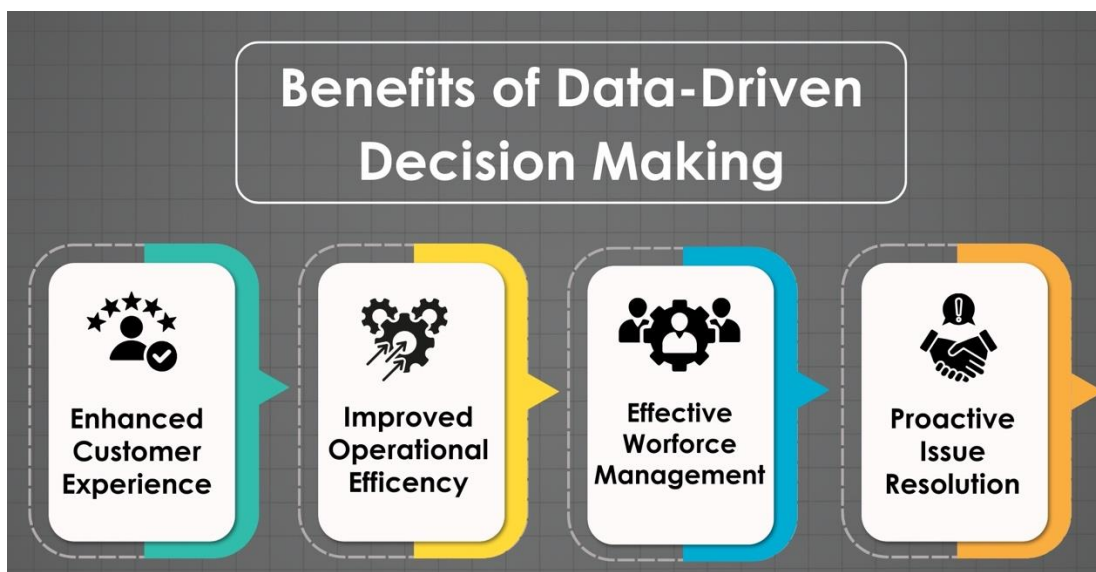 Benefits of Data-Driven
Decision Making
Enhanced
Customer
Experience
Improved
Operational
Efficency
Effective
Worforce
Management
Proactive
Issue
Resolution